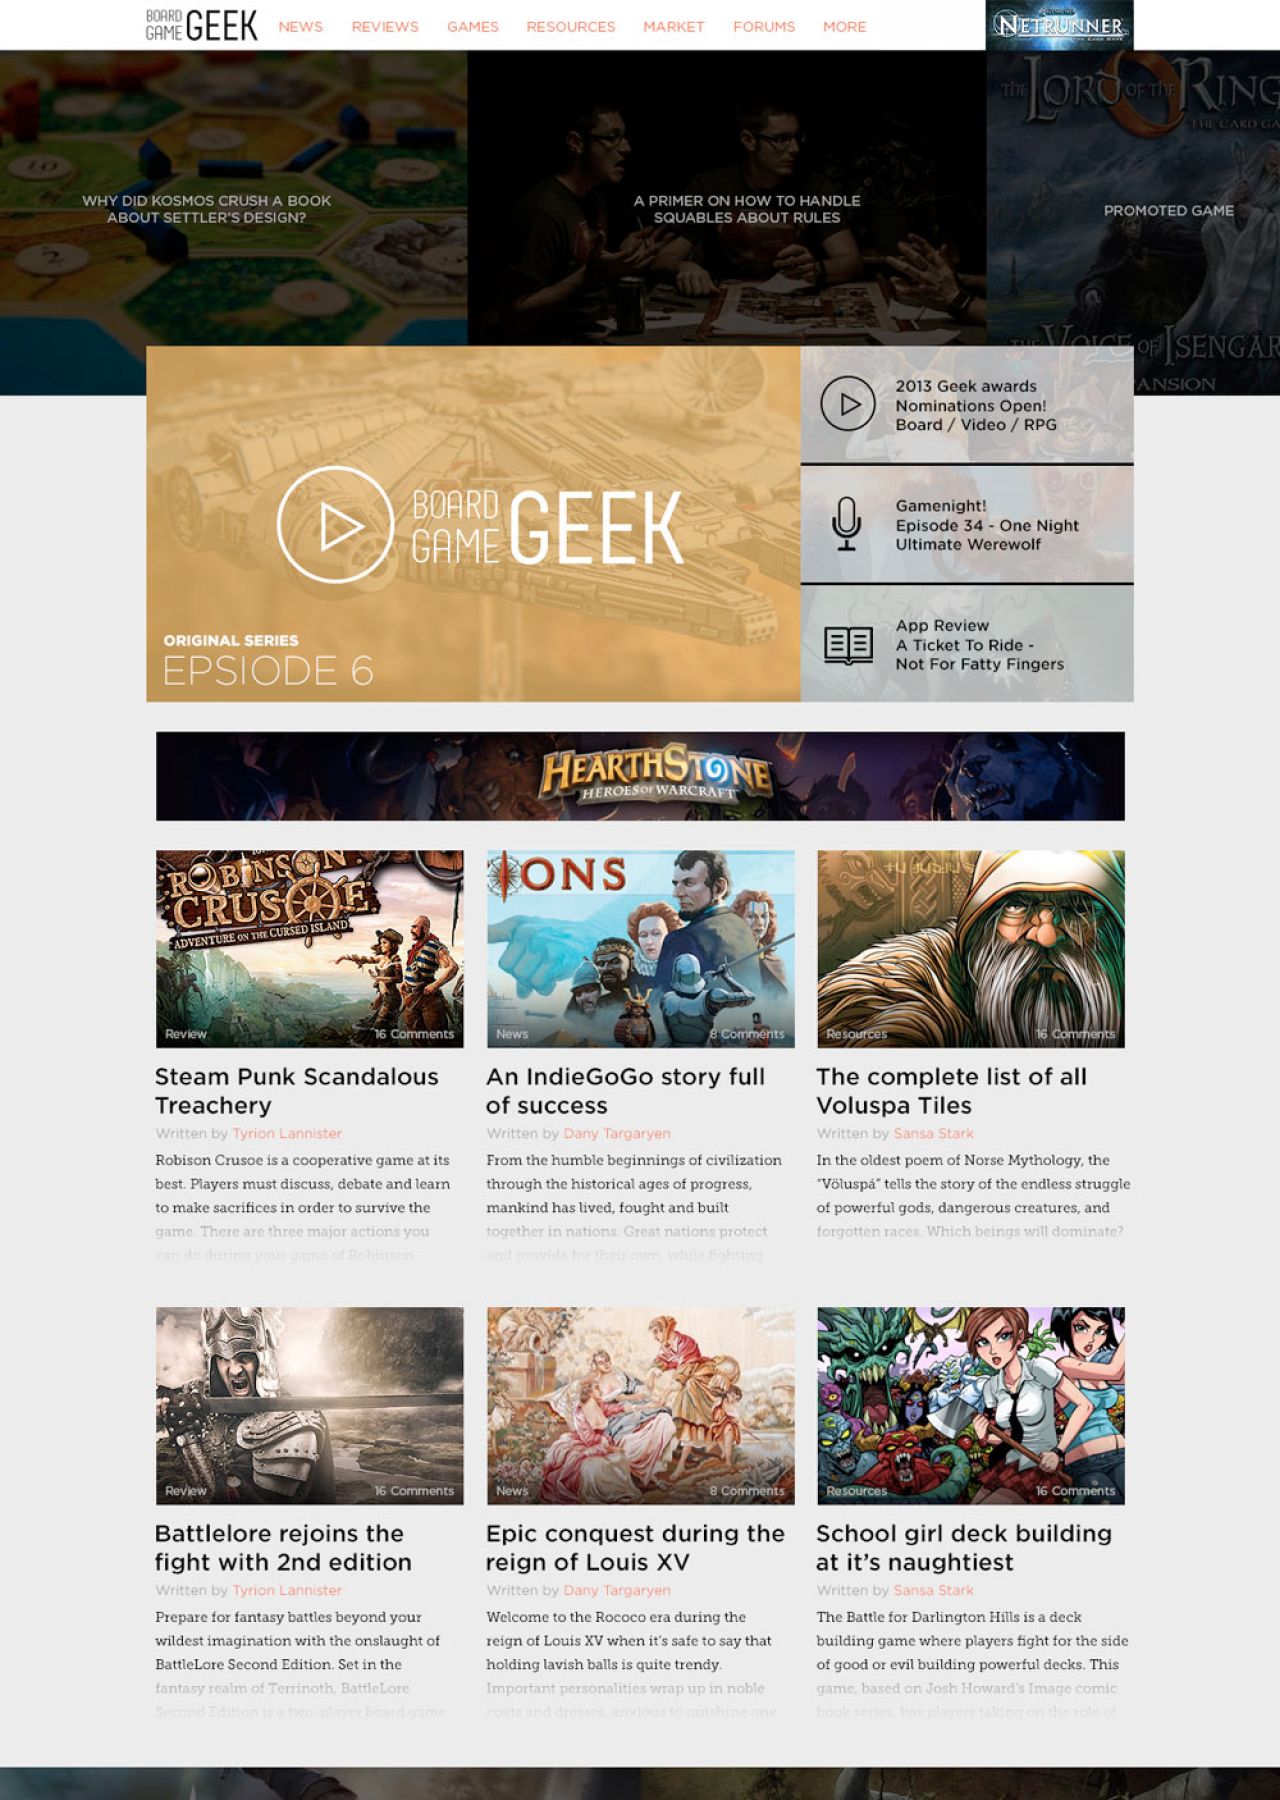 BOARD GAME GEEK
NEWS
REVIEWS
GAMES
RESOURCES
MARKET
FORUMS
MORE
NETRUNNER
WHY DID KOSMOS CRUSH A BOOK
ABOUT SETTLER'S DESIGN?
10
2
A PRIMER ON HOW TO HANDLE
SQUABLES ABOUT RULES
THE LORD OF THE RING
THE CARD GA
PROMOTED GAME
THE VOICE OF ISENGAR
ANSION
BOARD GAME GEEK
ORIGINAL SERIES
EPSIODE 6
2013 Geek awards
Nominations Open!
Board / Video / RPG
Gamenight!
Episode 34 - One Night
Ultimate Werewolf
App Review
A Ticket To Ride -
Not For Fatty Fingers
HEARTHSTONE
HEROES OF WARCRAFT
ROBINSON
CRUSOE
ADVENTURE ON THE CURSED ISLAND
Review
16 Comments
IONS
News
8 Comments
Resources
16 Comments
Steam Punk Scandalous
Treachery
Written by Tyrion Lannister
Robison Crusoe is a cooperative game at its
best. Players must discuss, debate and learn
to make sacrifices in order to survive the
game. There are three major actions you
can do during your game of Robinson
An IndieGoGo story full
of success
Written by Dany Targaryen
From the humble beginnings of civilization
through the historical ages of progress,
mankind has lived, fought and built
together in nations. Great nations protect
and provide for their own, while fighting
The complete list of all
Voluspa Tiles
Written by Sansa Stark
In the oldest poem of Norse Mythology, the
“Völuspá” tells the story of the endless struggle
of powerful gods, dangerous creatures, and
forgotten races. Which beings will dominate?
Review
16 Comments
News
8 Comments
Resources
16 Comments
Battlelore rejoins the
fight with 2nd edition
Written by Tyrion Lannister
Prepare for fantasy battles beyond your
wildest imagination with the onslaught of
BattleLore Second Edition. Set in the
fantasy realm of Terrinoth, BattleLore
Second Edition is a two-player board game
Epic conquest during the
reign of Louis XV
Written by Dany Targaryen
Welcome to the Rococo era during the
reign of Louis XV when it's safe to say that
holding lavish balls is quite trendy.
Important personalities wrap up in noble
coats and dresses, anxious to outshine one
School girl deck building
at it's naughtiest
Written by Sansa Stark
The Battle for Darlington Hills is a deck
building game where players fight for the side
of good or evil building powerful decks. This
game, based on Josh Howard's Image comic
book series, has players taking on the role of